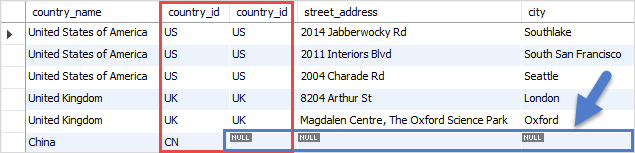 country_name country_id country_id street_address city
United States of America US US 2014 Jabberwocky Rd Southlake
United States of America US US 2011 Interiors Blvd South San Francisco
United States of America US US 2004 Charade Rd Seattle
United Kingdom UK UK 8204 Arthur St London
United Kingdom UK UK Magdalen Centre, The Oxford Science Park Oxford
China CN NULL NULL NULL